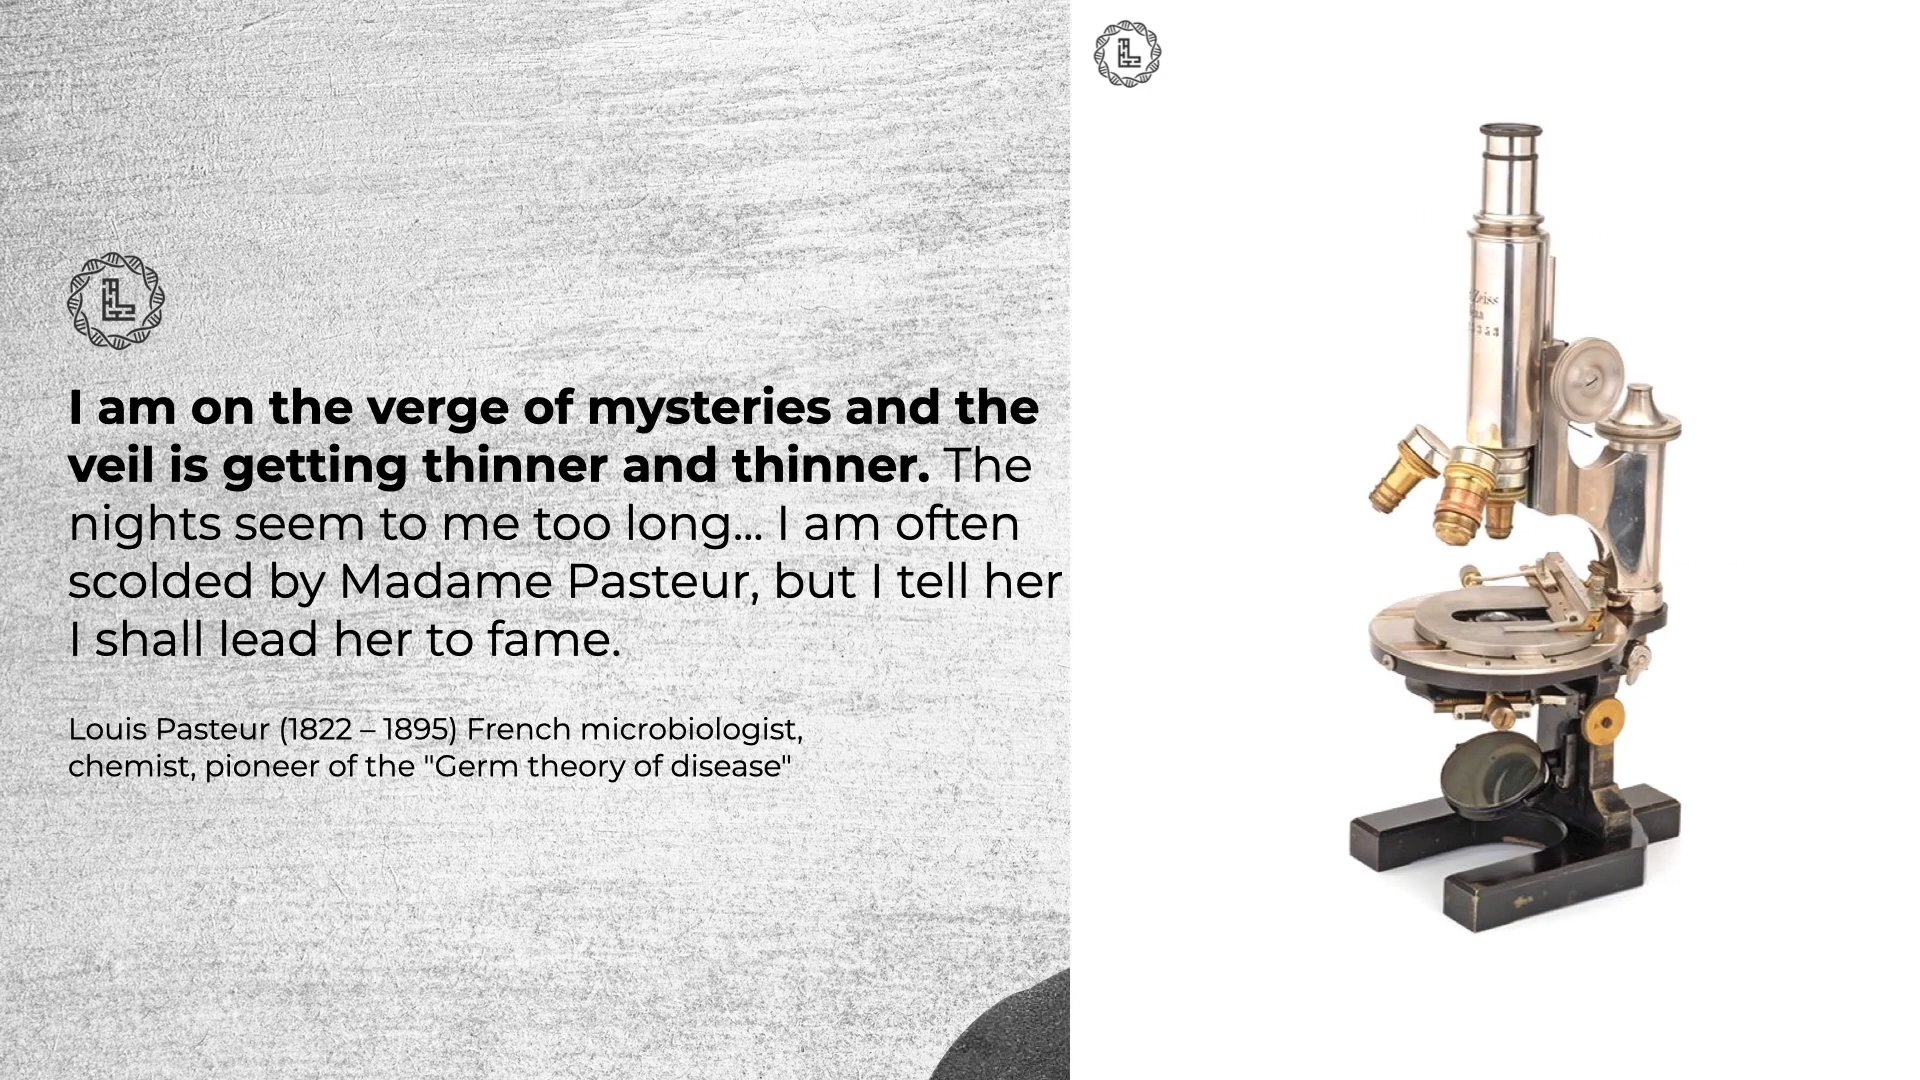 I am on the verge of mysteries and the
veil is getting thinner and thinner. The
nights seem to me too long... I am often
scolded by Madame Pasteur, but I tell her
I shall lead her to fame.
Louis Pasteur (1822 – 1895) French microbiologist,
chemist, pioneer of the "Germ theory of disease"
L
L
Zeiss